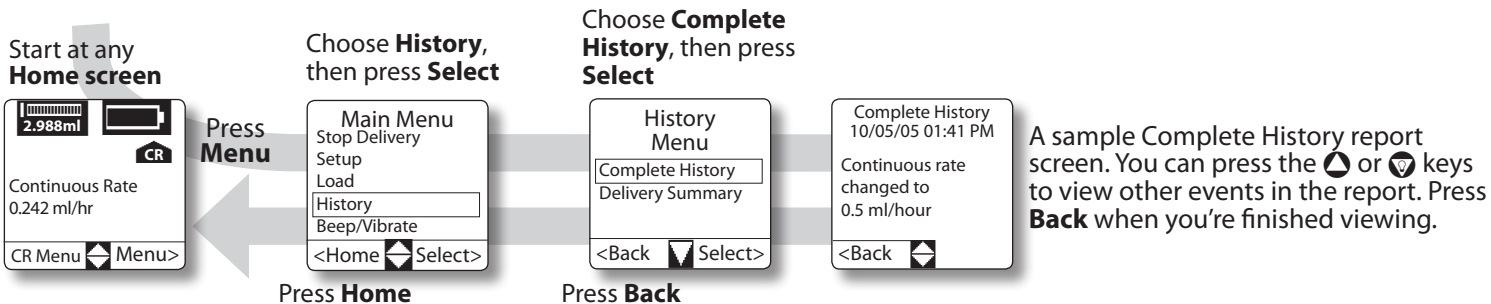 Start at any
Home screen
2.988ml
CR
Continuous Rate
0.242 ml/hr
CR Menu Menu>
Press
Menu
Choose History,
then press Select
Main Menu
Stop Delivery
Setup
Load
History
Beep/Vibrate
<Home Select>
Press Home
Choose Complete
History, then press
Select
History
Menu
Complete History
Delivery Summary
<Back Select>
Press Back
Complete History
10/05/05 01:41 PM
Continuous rate
changed to
0.5 ml/hour
<Back
A sample Complete History report
screen. You can press the or keys
to view other events in the report. Press
Back when you're finished viewing.